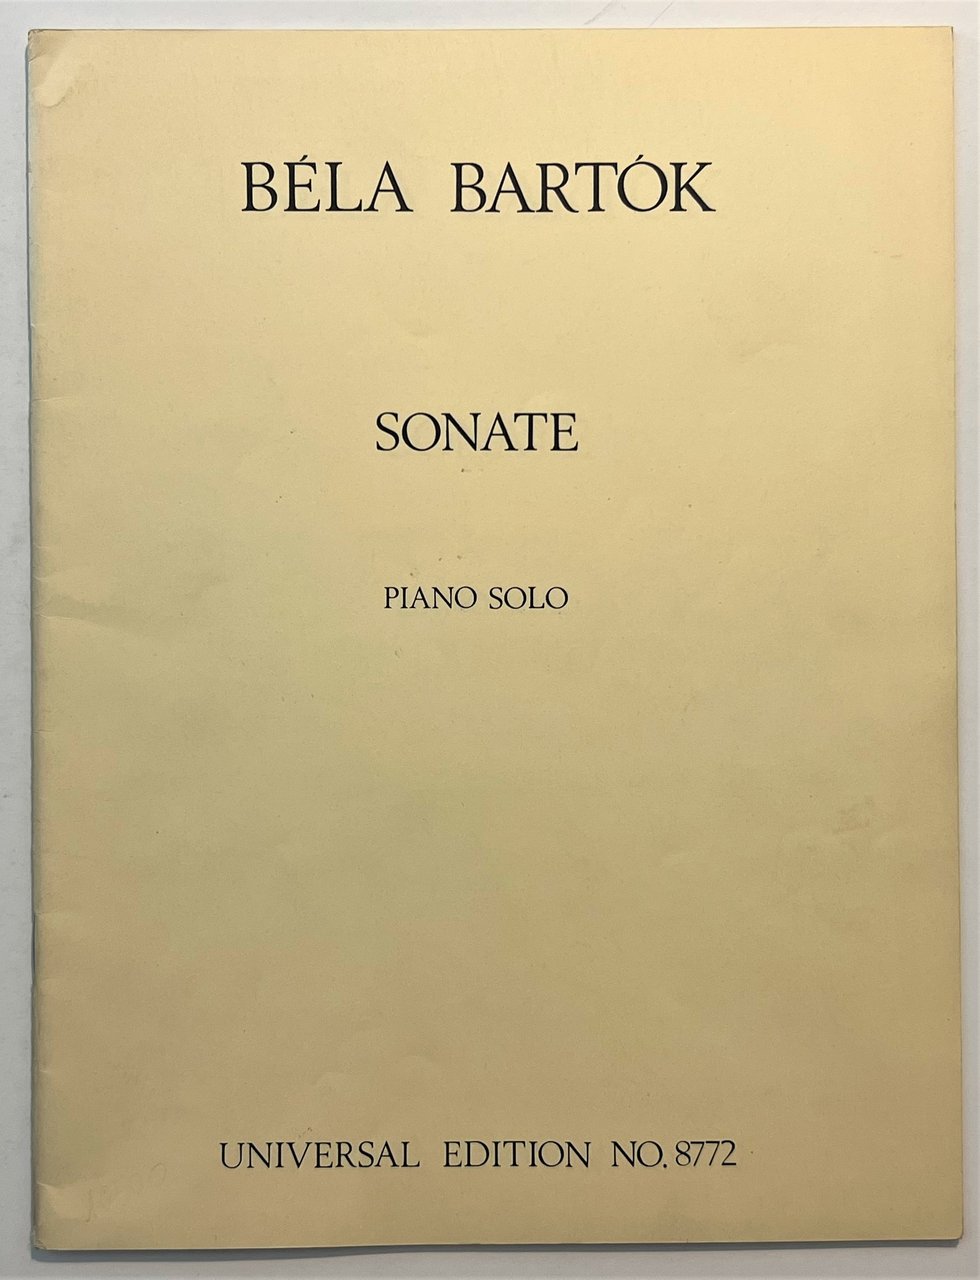 BÉLA BARTÓK
SONATE
PIANO SOLO
UNIVERSAL EDITION NO. 8772